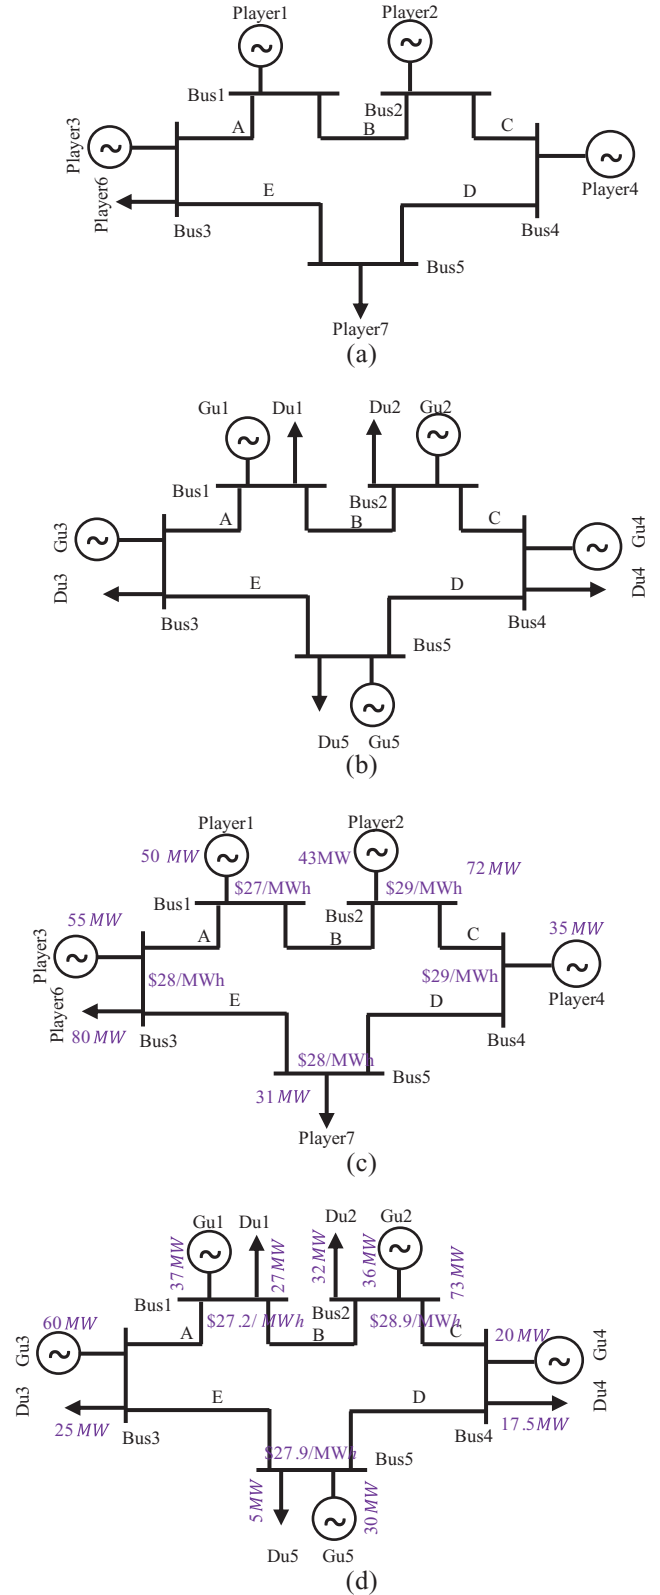 Player1
Player2
Bus1
Bus2
A
B
C
Player3
Player6
Player4
E
D
Bus3
Bus4
Bus5
Player7
(a)
Gu1
Du1
Du2
Gu2
Bus1
Bus2
A
B
C
Gu3
Gu4
Du3
Du4
E
D
Bus3
Bus4
Bus5
Du5
Gu5
(b)
Player1
Player2
50 MW
43MW
72 MW
$27/MWh
$29/MWh
Bus1
Bus2
55 MW
35 MW
A
B
C
Player3
Player6
$28/MWh
$29/MWh
Player4
E
D
80 MW
Bus3
Bus4
$28/MWh
Bus5
31 MW
Player7
(c)
Gu1
Du1
Du2
Gu2
37 MW
27 MW
32 MW
36 MW
73 MW
Bus1
Bus2
$27.2/ MWh
$28.9/MWh
60 MW
A
B
C
20 MW
Gu3
Gu4
Du3
Du4
E
D
25 MW
17.5 MW
Bus3
Bus4
$27.9/MWh
Bus5
5 MW
30 MW
Du5
Gu5
(d)